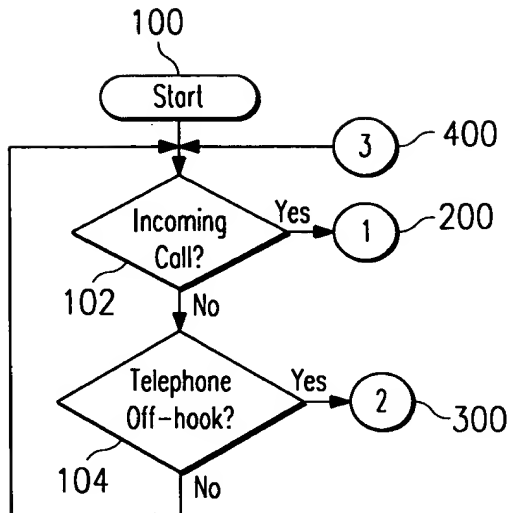 100
Start
3
400
Incoming
Call?
Yes
1
200
102
No
Telephone
Off-hook?
Yes
2
300
104
No